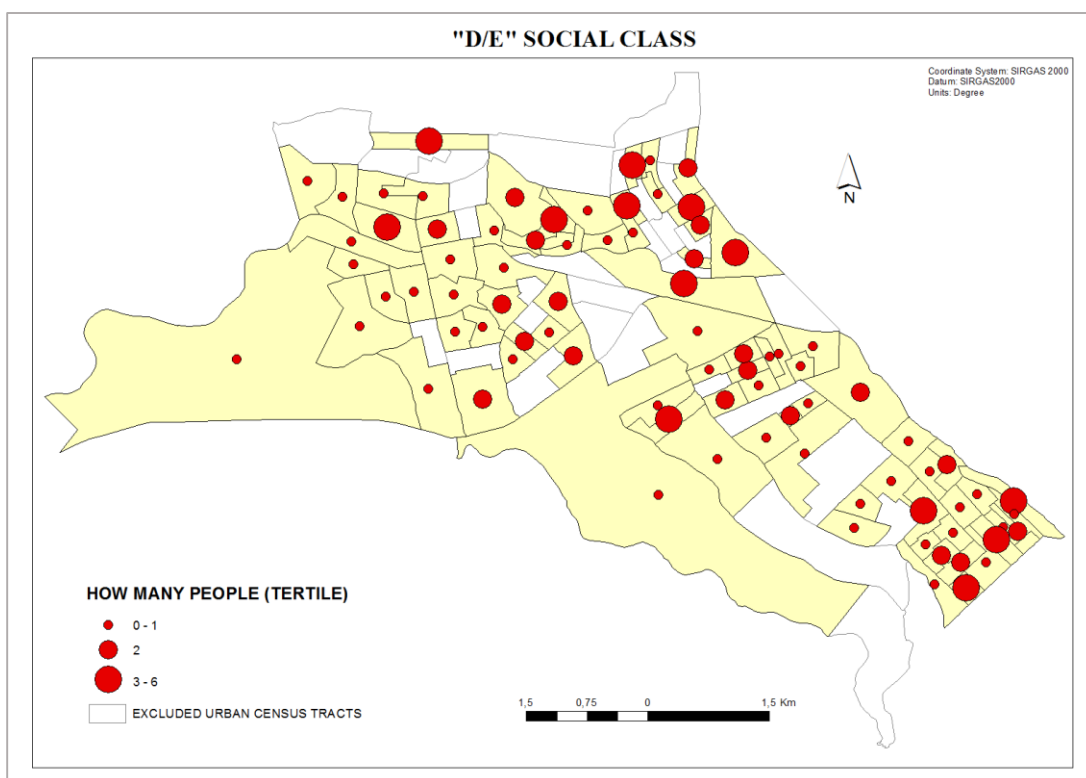 "D/E" SOCIAL CLASS
Coordinate System: SIRGAS 2000
Datum: SIRGAS2000
Units: Degree
N
HOW MANY PEOPLE (TERTILE)
0 - 1
2
3 - 6
EXCLUDED URBAN CENSUS TRACTS
1,5 0,75 0 1,5 Km